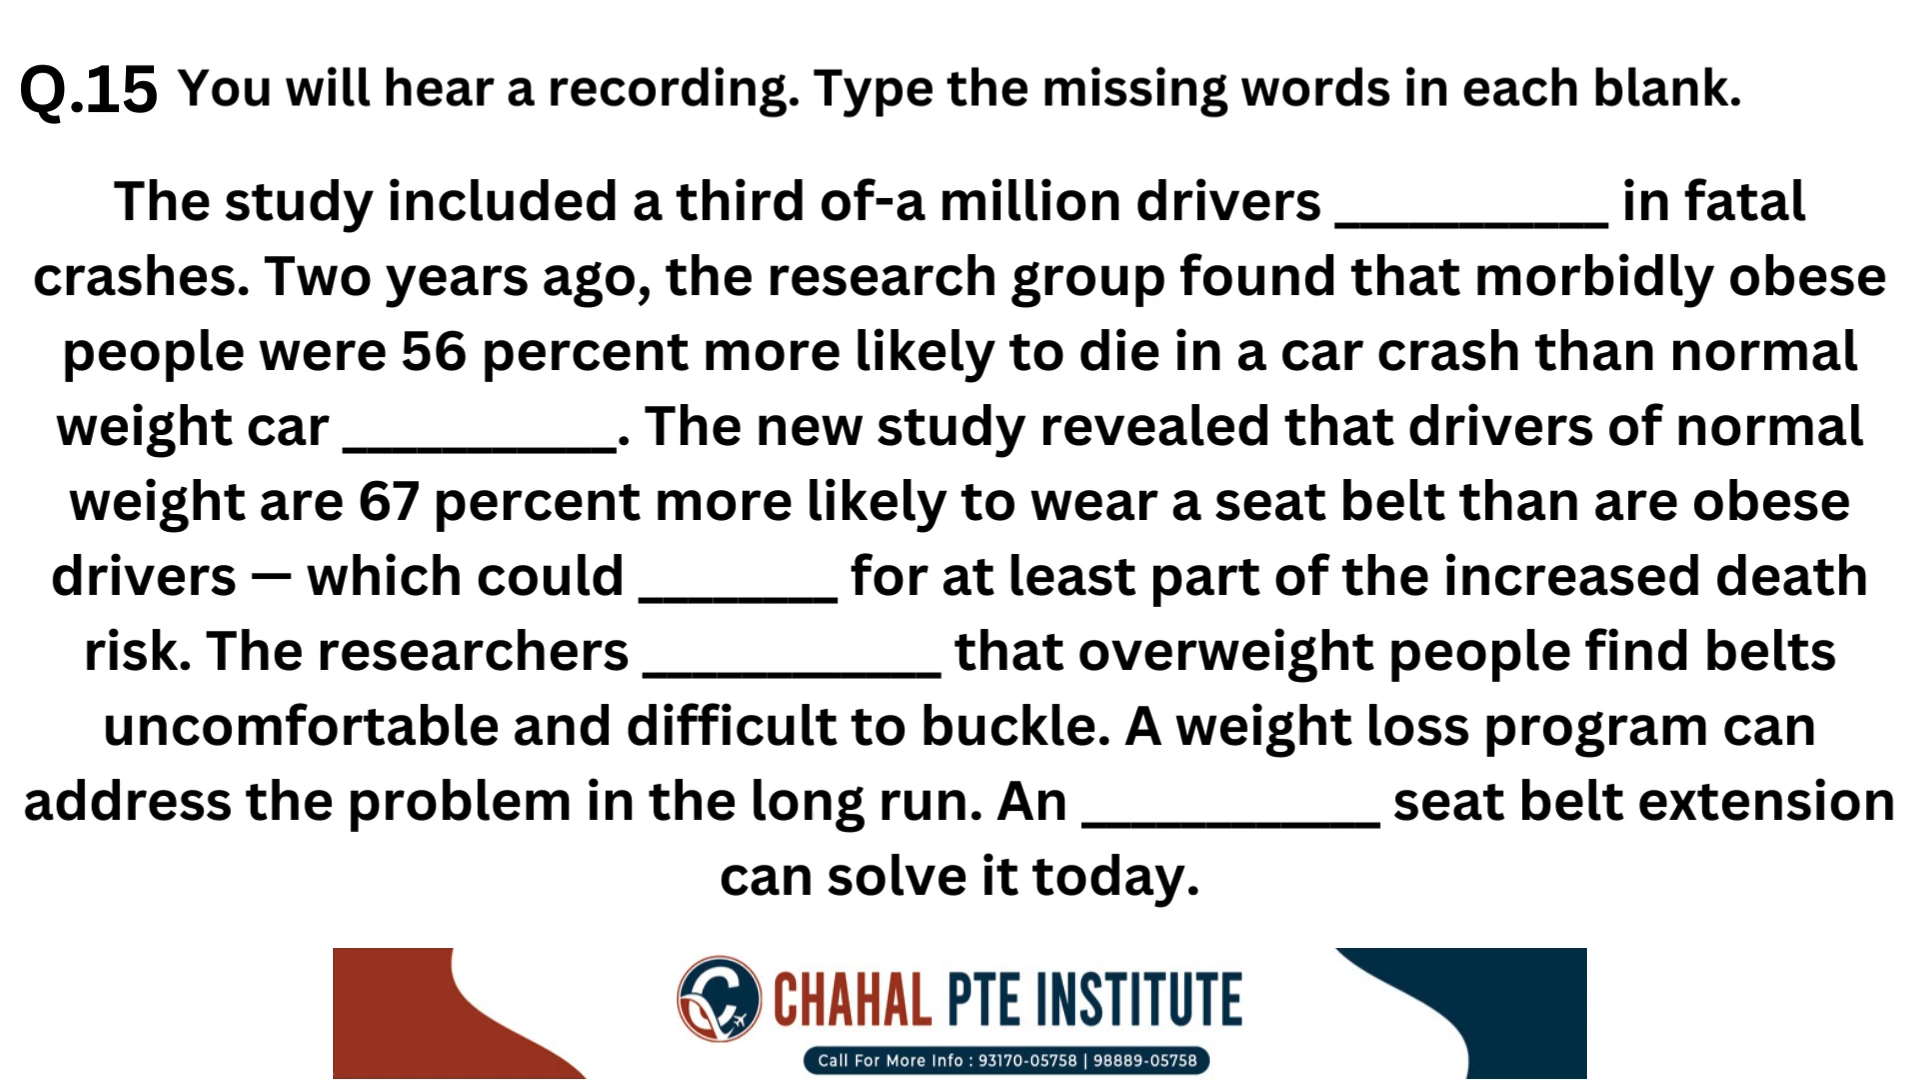 Q.15 You will hear a recording. Type the missing words in each blank.
The study included a third of-a million drivers ___________ in fatal
crashes. Two years ago, the research group found that morbidly obese
people were 56 percent more likely to die in a car crash than normal
weight car ___________. The new study revealed that drivers of normal
weight are 67 percent more likely to wear a seat belt than are obese
drivers — which could ________ for at least part of the increased death
risk. The researchers ____________ that overweight people find belts
uncomfortable and difficult to buckle. A weight loss program can
address the problem in the long run. An ____________ seat belt extension
can solve it today.
CHAHAL PTE INSTITUTE
Call For More Info : 93170-05758 | 98889-05758